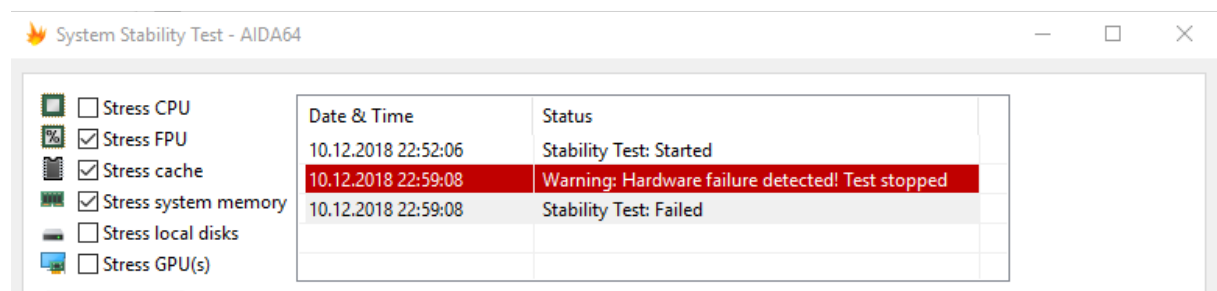 System Stability Test - AIDA64
Stress CPU
Stress FPU
Stress cache
Stress system memory
Stress local disks
Stress GPU(s)
Date & Time Status
10.12.2018 22:52:06 Stability Test: Started
10.12.2018 22:59:08 Warning: Hardware failure detected! Test stopped
10.12.2018 22:59:08 Stability Test: Failed